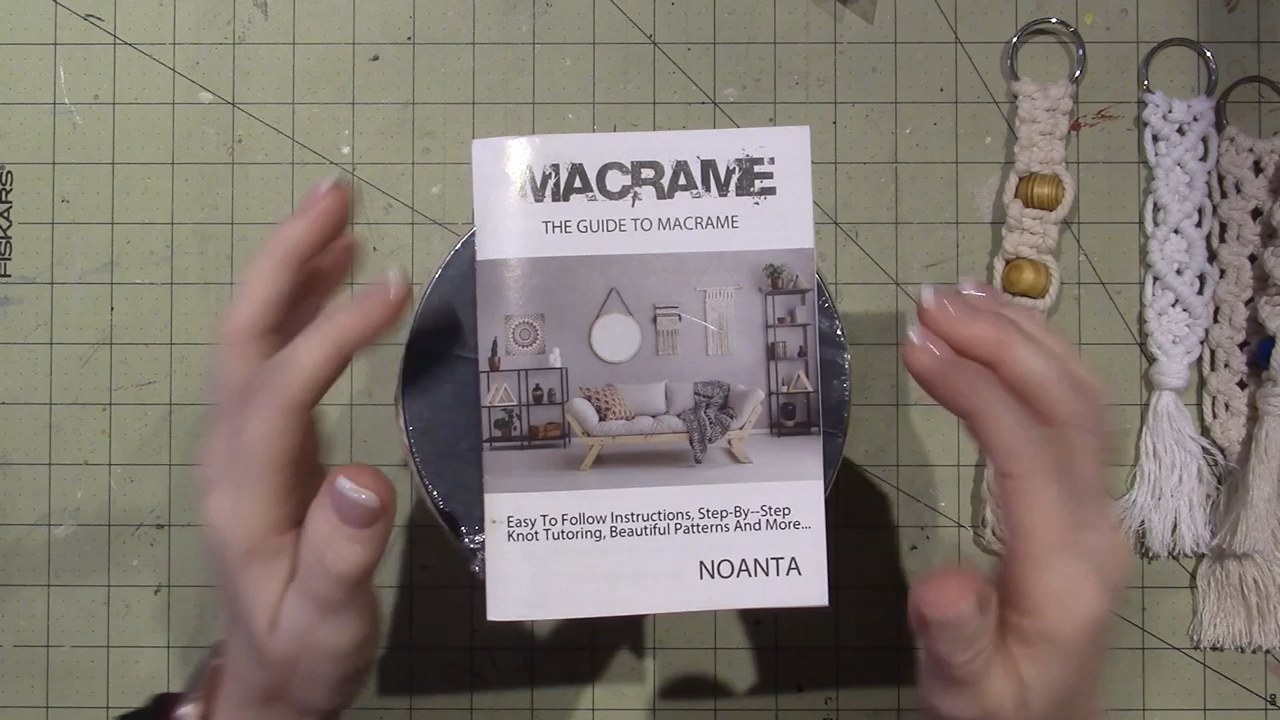 MACRAME
THE GUIDE TO MACRAME
Easy To Follow Instructions, Step-By--Step
Knot Tutoring, Beautiful Patterns And More...
NOANTA
FISKARS®